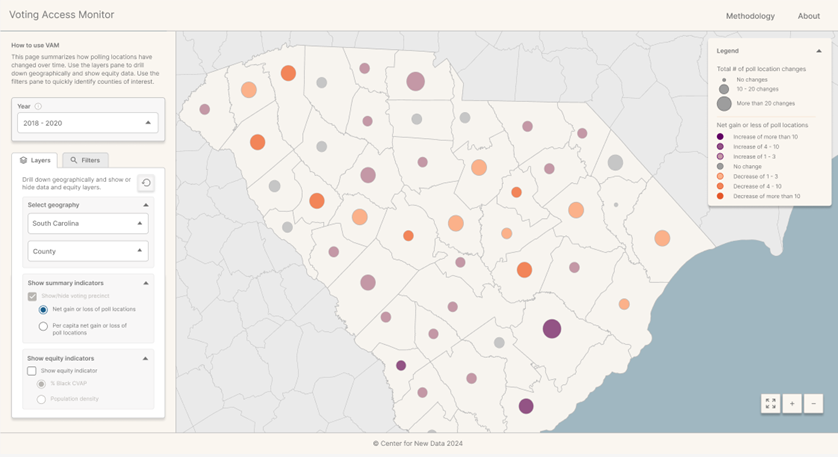 Voting Access Monitor
Methodology
About
How to use VAM
This page summarizes how polling locations have
changed over time. Use the layers pane to drill
down geographically and show equity data. Use the
filters pane to quickly identify counties of interest.
Year
2018 - 2020
Layers
Filters
Drill down geographically and show or
hide data and equity layers.
Select geography
South Carolina
County
Show summary indicators
Show/hide voting precinct
Net gain or loss of poll locations
Per capita net gain or loss of
poll locations
Show equity indicators
Show equity indicator
% Black CVAP
Population density
Legend
Total # of poll location changes
No changes
10 - 20 changes
More than 20 changes
Net gain or less of poll locations
Increase of more than 10
Increase of 4 - 10
Increase of 1 - 3
No change
Decrease of 1 - 3
Decrease of 4 - 10
Decrease of more than 10
© Center for New Data 2024